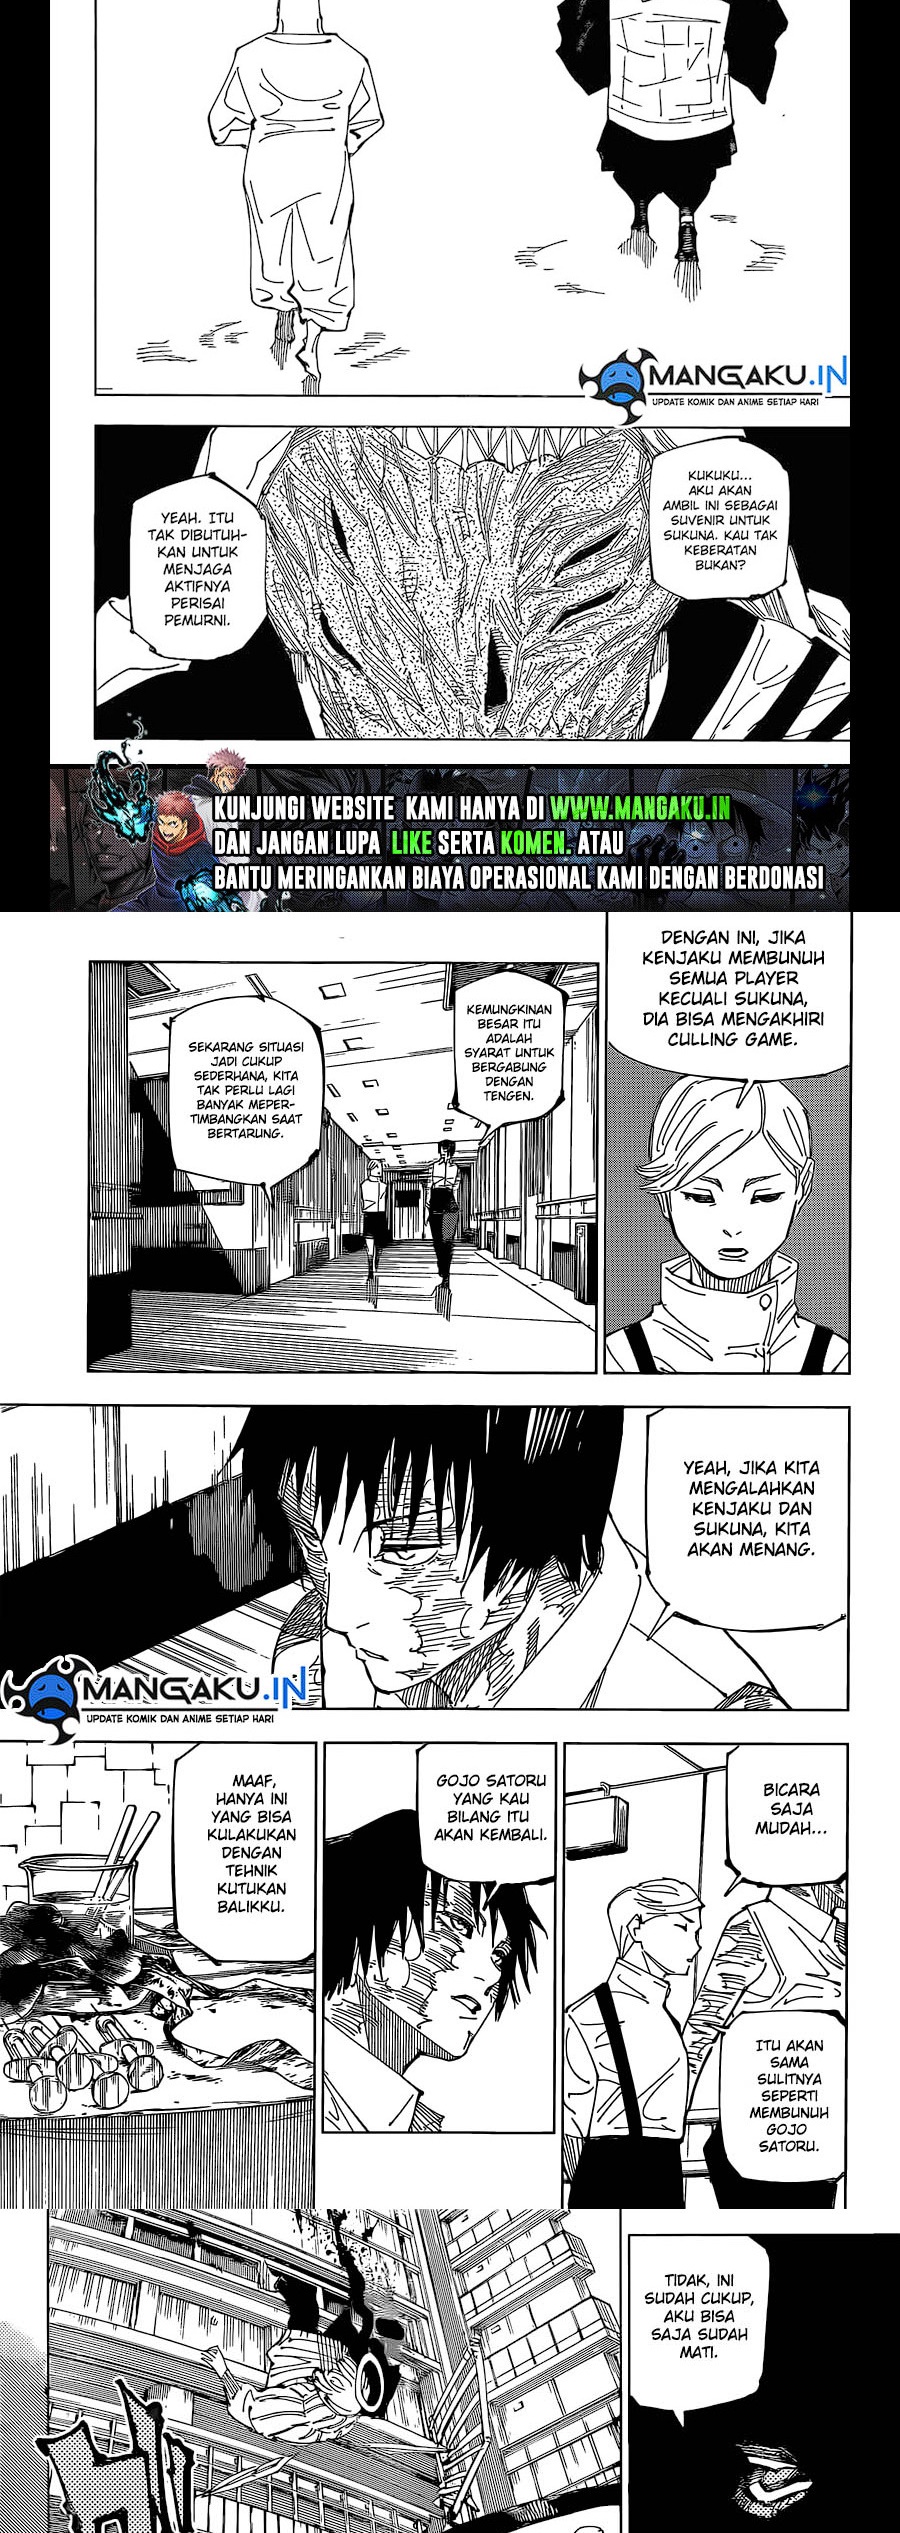 MANGAKU.IN
UPDATE KOMIK DAN ANIME SETIAP HARI
KUKUKU...
AKU AKAN
AMBIL INI SEBAGAI
SUVENIR UNTUK
SUKUNA. KAU TAK
KEBERATAN
BUKAN?
YEAH. ITU
TAK DIBUTUH-
KAN UNTUK
MENJAGA
AKTIFNYA
PERISAI
PEMURNI.
KUNJUNGI WEBSITE KAMI HANYA DI WWW.MANGAKU.IN
DAN JANGAN LUPA LIKE SERTA KOMEN. ATAU
BANTU MERINGANKAN BIAYA OPERASIONAL KAMI DENGAN BERDONASI
DENGAN INI, JIKA
KENJAKU MEMBUNUH
SEMUA PLAYER
KECUALI SUKUNA,
DIA BISA MENGAKHIRI
CULLING GAME.
KEMUNGKINAN
BESAR ITU
ADALAH
SYARAT UNTUK
BERGABUNG
DENGAN
TENGEN.
SEKARANG SITUASI
JADI CUKUP
SEDERHANA, KITA
TAK PERLU LAGI
BANYAK MEPER-
TIMBANGKAN SAAT
BERTARUNG.
YEAH, JIKA KITA
MENGALAHKAN
KENJAKU DAN
SUKUNA, KITA
AKAN MENANG.
MANGAKU.IN
UPDATE KOMIK DAN ANIME SETIAP HARI
BICARA
SAJA
MUDAH...
ITU AKAN
SAMA
SULITNYA
SEPERTI
MEMBUNUH
GOJO
SATORU.
GOJO SATORU
YANG KAU
BILANG ITU
AKAN KEMBALI.
MAAF,
HANYA INI
YANG BISA
KULAKUKAN
DENGAN
TEHNIK
KUTUKAN
BALIKKU.
TIDAK, INI
SUDAH CUKUP,
AKU BISA
SAJA SUDAH
MATI.